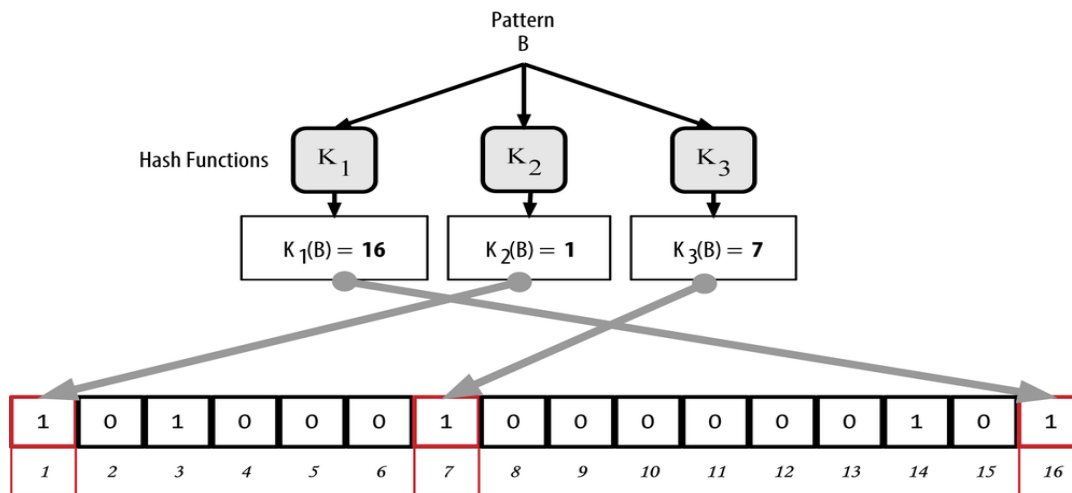 Pattern
B
Hash Functions
K1
K2
K3
K1(B) = 16
K2(B) = 1
K3(B) = 7
1 0 1 0 0 0 1 0 0 0 0 0 0 1 0 1
1 2 3 4 5 6 7 8 9 10 11 12 13 14 15 16